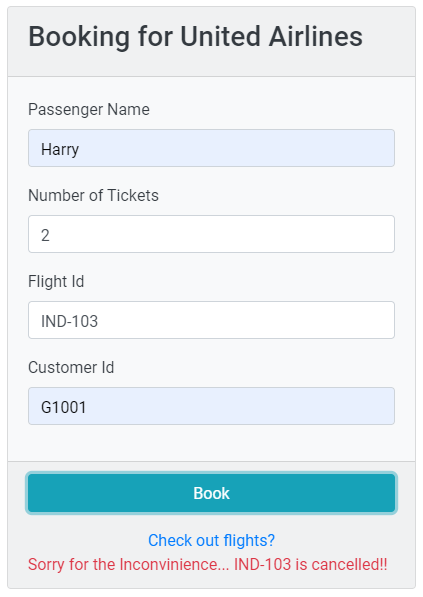 Booking for United Airlines
Passenger Name
Harry
Number of Tickets
2
Flight Id
IND-103
Customer Id
G1001
Book
Check out flights?
Sorry for the Inconvinience... IND-103 is cancelled!!